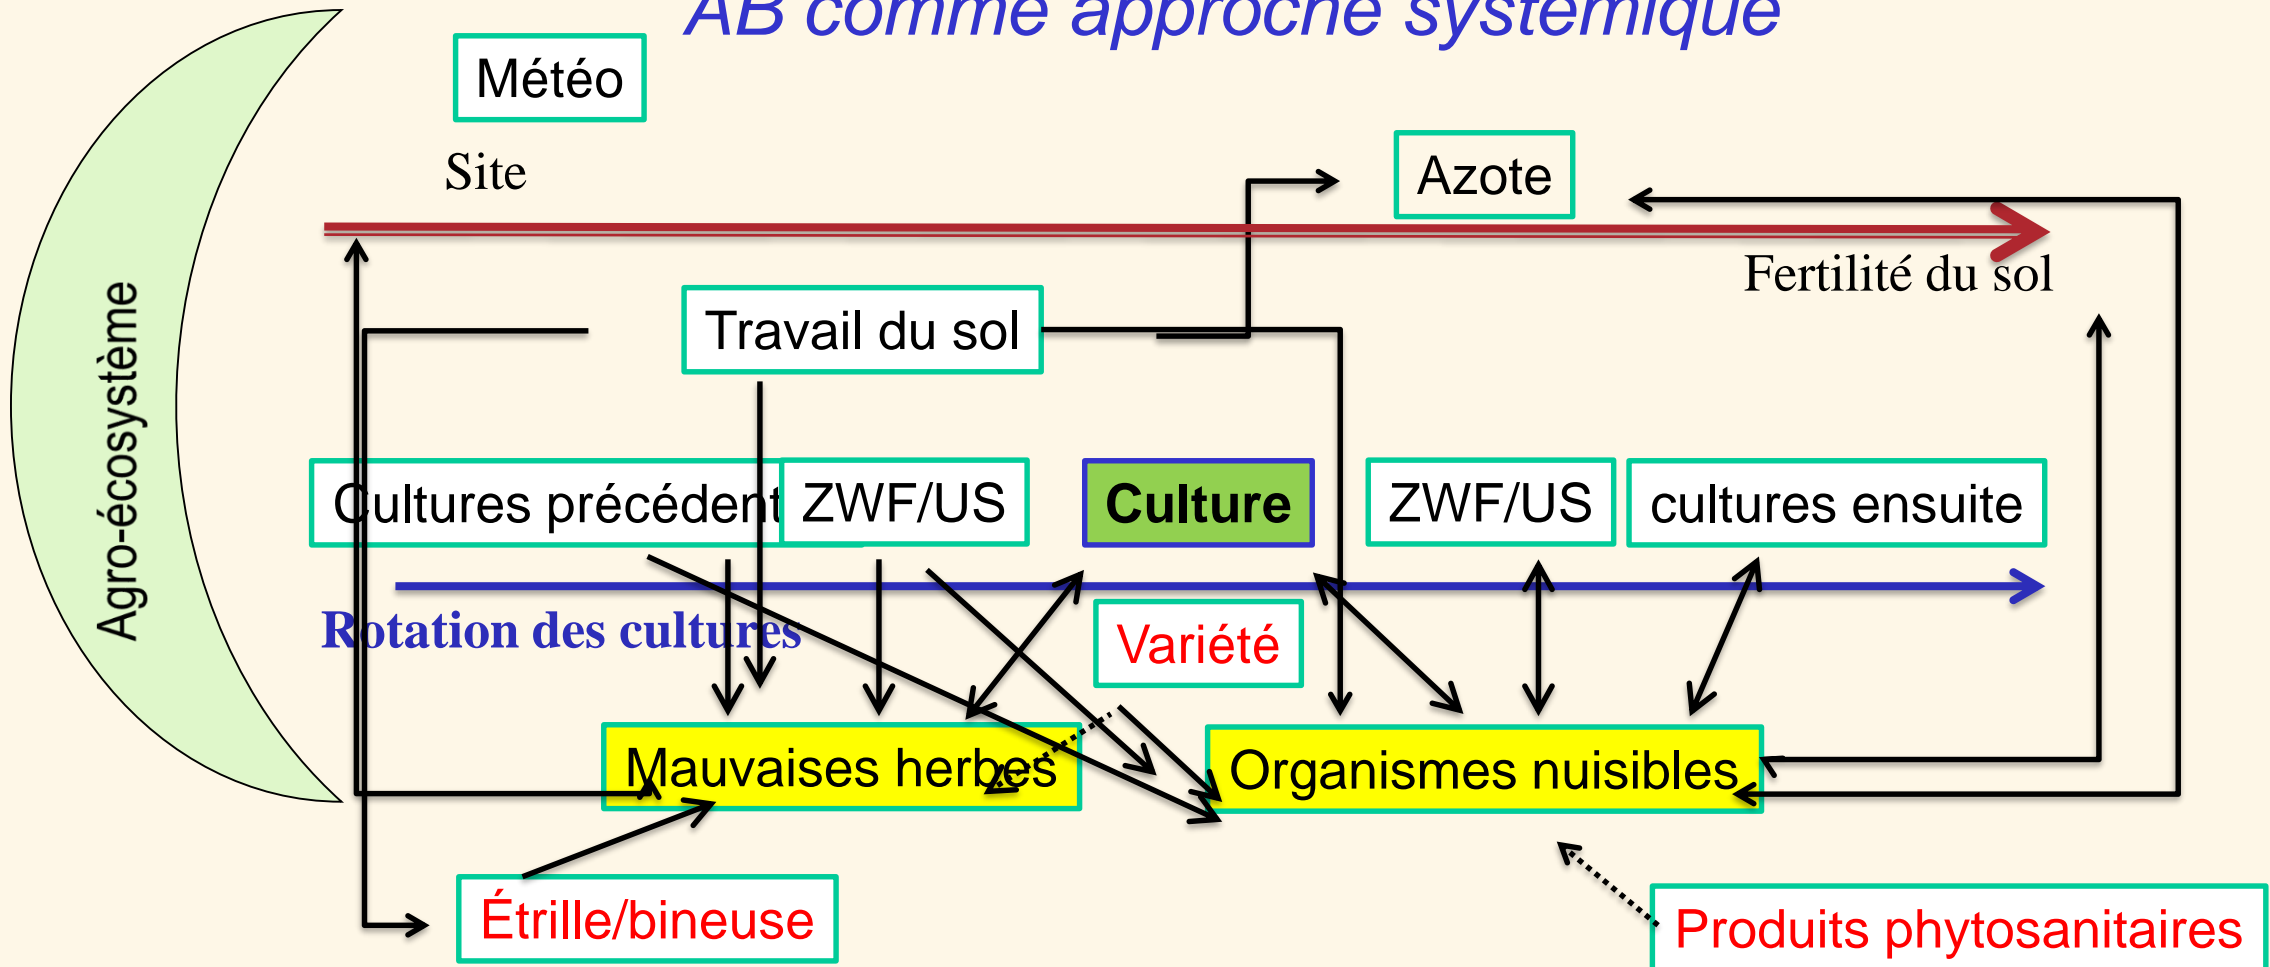 AB comme approche systémique
Météo
Site
Azote
Fertilité du sol
Agro-écosystème
Travail du sol
Cultures précédent
ZWF/US
Culture
ZWF/US
cultures ensuite
Rotation des cultures
Variété
Mauvaises herbes
Organismes nuisibles
Étrille/bineuse
Produits phytosanitaires